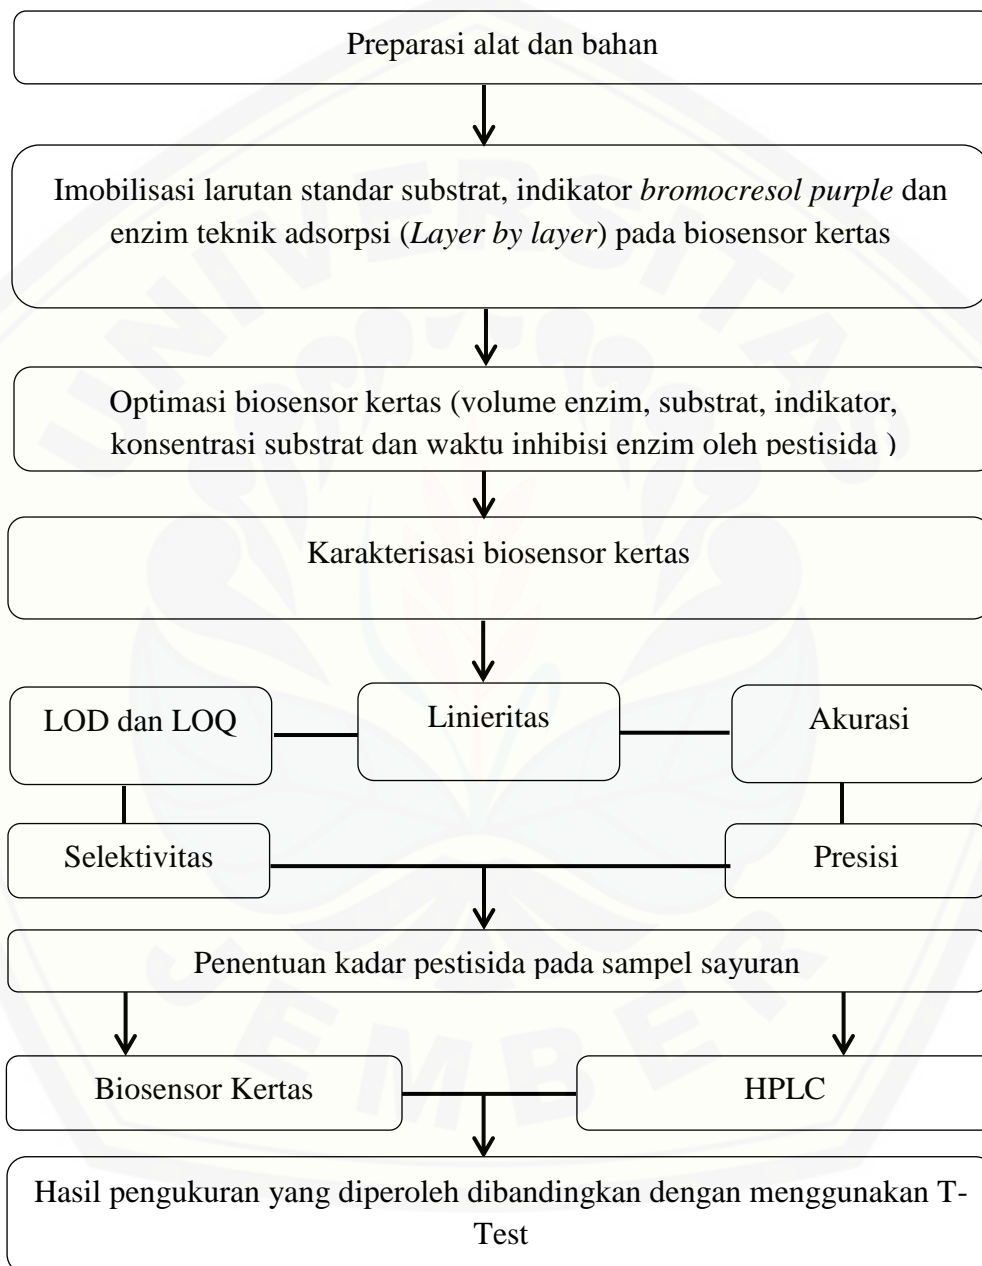 Preparasi alat dan bahan
Imobilisasi larutan standar substrat, indikator bromocresol purple dan
enzim teknik adsorpsi (Layer by layer) pada biosensor kertas
Optimasi biosensor kertas (volume enzim, substrat, indikator,
konsentrasi substrat dan waktu inhibisi enzim oleh pestisida )
Karakterisasi biosensor kertas
LOD dan LOQ
Linieritas
Akurasi
Selektivitas
Presisi
Penentuan kadar pestisida pada sampel sayuran
Biosensor Kertas
HPLC
Hasil pengukuran yang diperoleh dibandingkan dengan menggunakan T-
Test
UNIVERSITAS
JEMBER